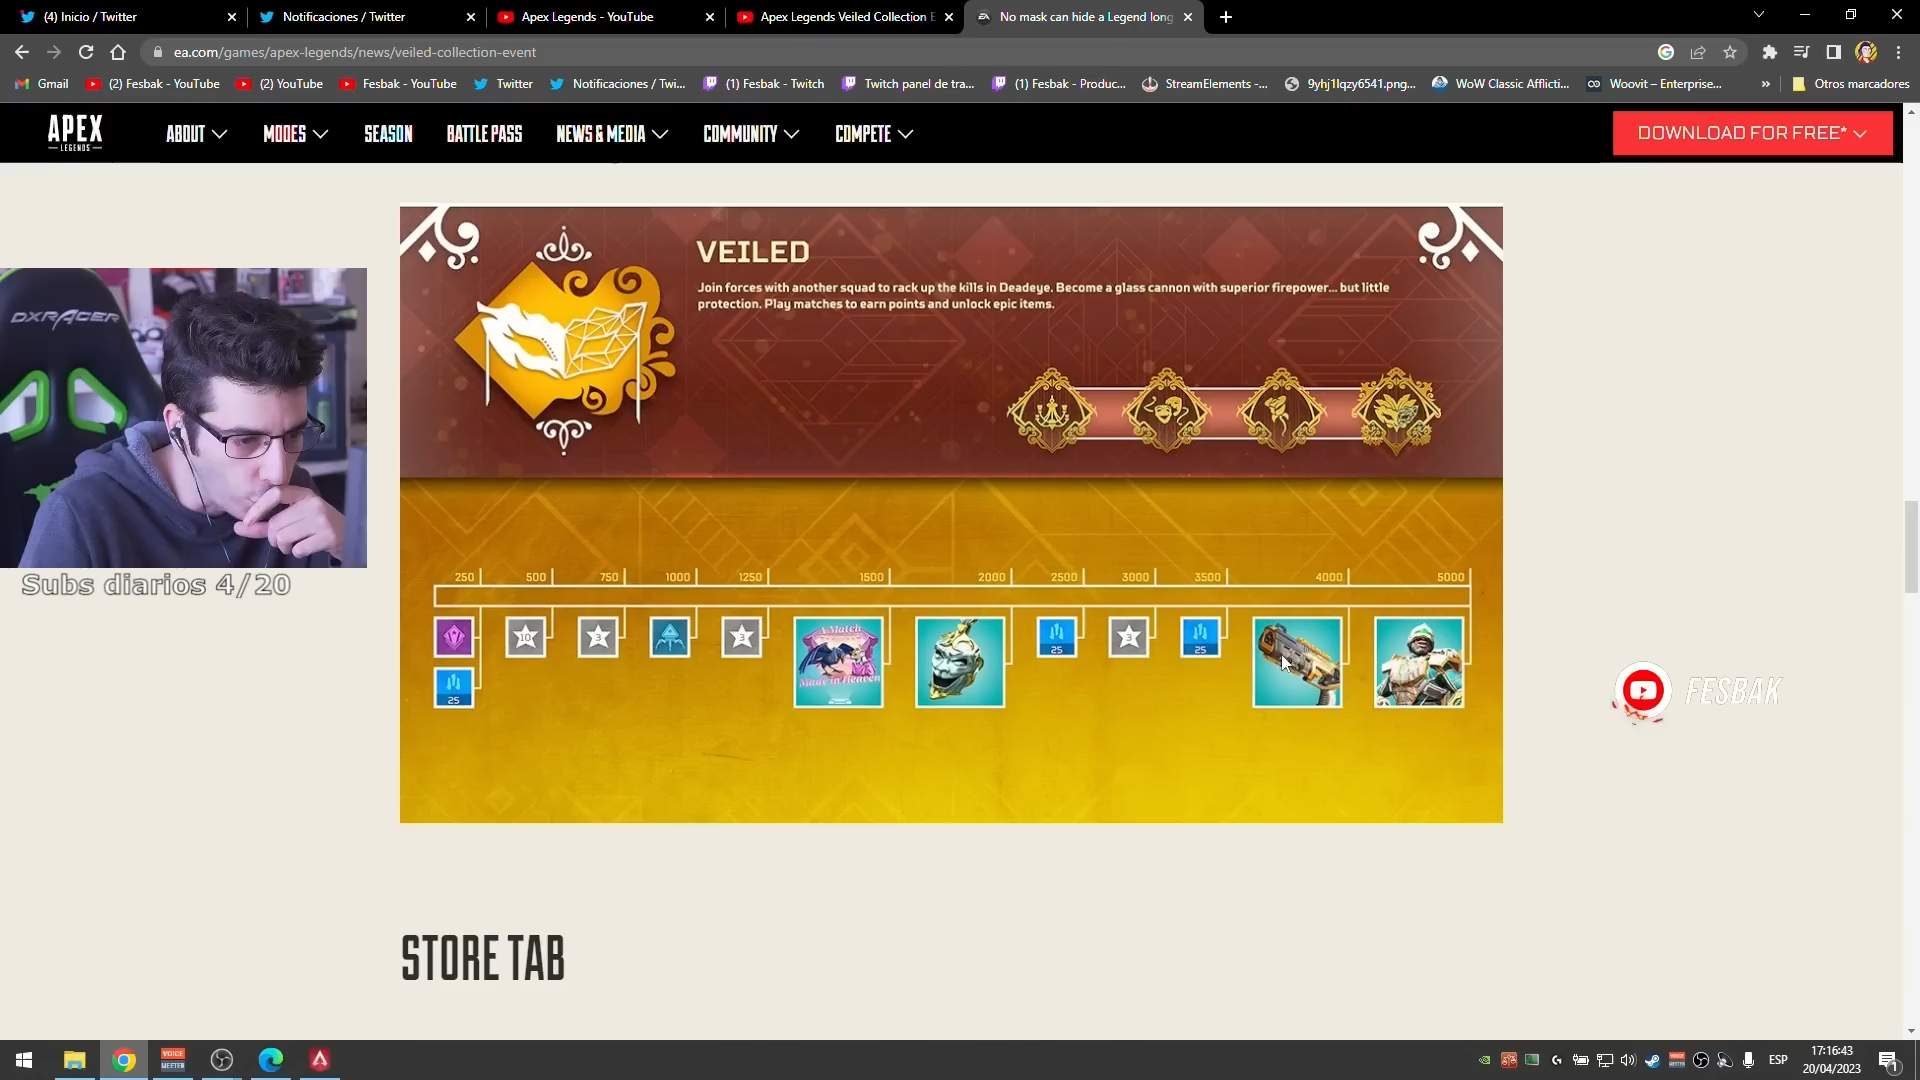 (4) Inicio / Twitter
Notificaciones / Twitter
Apex Legends - YouTube
Apex Legends Veiled Collection E
No mask can hide a Legend long
ea.com/games/apex-legends/news/veiled-collection-event
Gmail
(2) Fesbak - YouTube
(2) YouTube
Fesbak - YouTube
Twitter
Notificaciones / Twi...
(1) Fesbak - Twitch
Twitch panel de tra...
(1) Fesbak - Produc...
StreamElements -...
9yhj1lqzy6541.png...
WoW Classic Afflicti...
Woovit – Enterprise...
»
Otros marcadores
APEX
LEGENDS
ABOUT
MODES
SEASON
BATTLE PASS
NEWS & MEDIA
COMMUNITY
COMPETE
DOWNLOAD FOR FREE*
VEILED
Join forces with another squad to rack up the kills in Deadeye. Become a glass cannon with superior firepower... but little
protection. Play matches to earn points and unlock epic items.
DXRACER
Subs diarios 4/20
250 500 750 1000 1250 1500 2000 2500 3000 3500 4000 5000
10 3 3 25 3 25
A Match
Made in Heaven
25
FESBAK
STORE TAB
VOICE
MEETER
ESP
17:16:43
20/04/2023
1